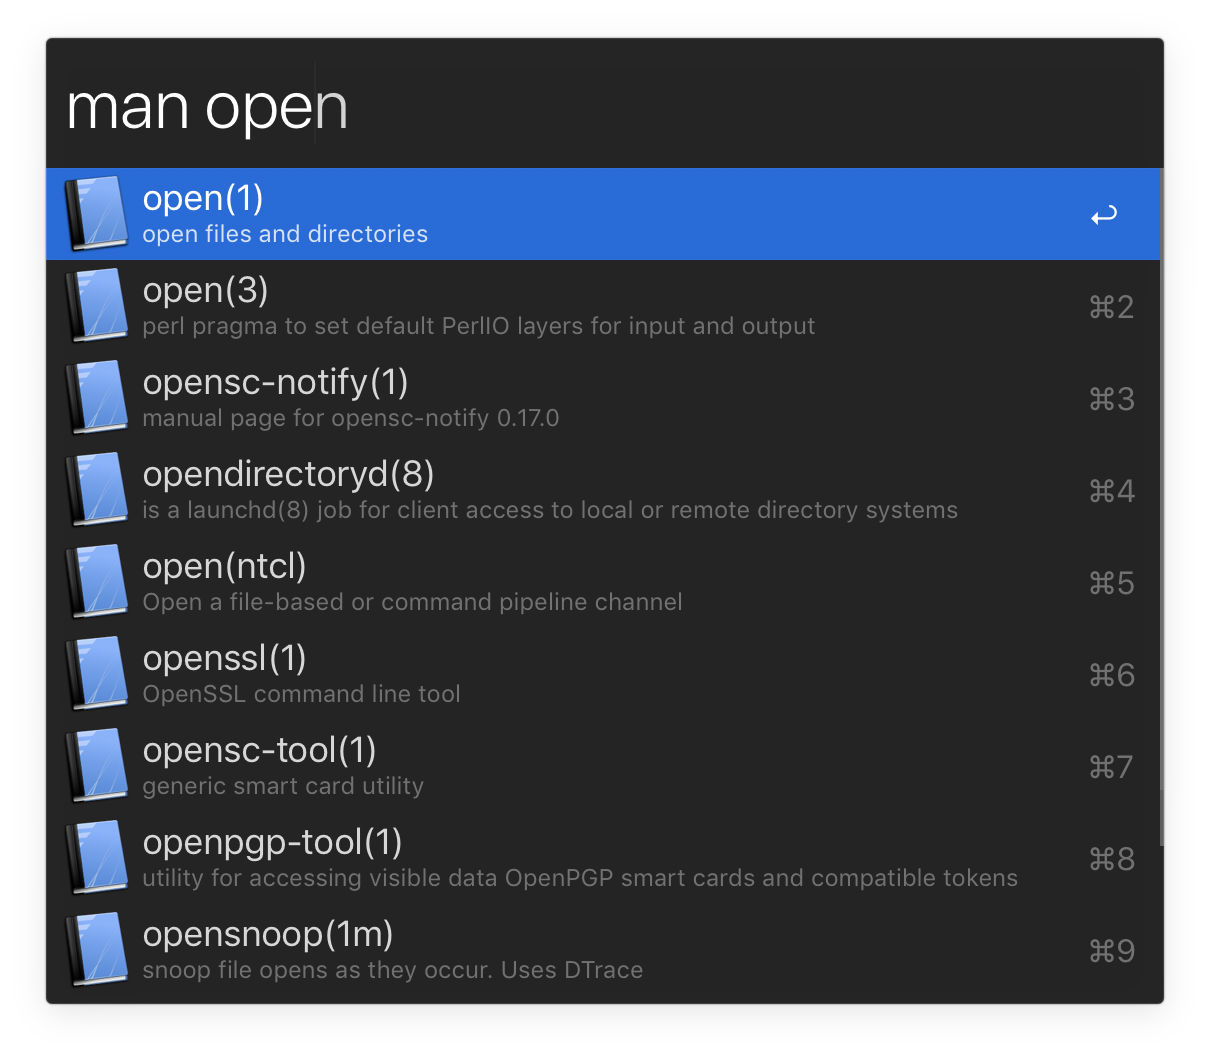 man open
open(1)
open files and directories
open(3)
perl pragma to set default PerlIO layers for input and output
⌘2
opensc-notify(1)
manual page for opensc-notify 0.17.0
⌘3
opendirectoryd(8)
is a launchd(8) job for client access to local or remote directory systems
⌘4
open(ntcl)
Open a file-based or command pipeline channel
⌘5
openssl(1)
OpenSSL command line tool
⌘6
opensc-tool(1)
generic smart card utility
⌘7
openpgp-tool(1)
utility for accessing visible data OpenPGP smart cards and compatible tokens
⌘8
opensnoop(1m)
snoop file opens as they occur. Uses DTrace
⌘9